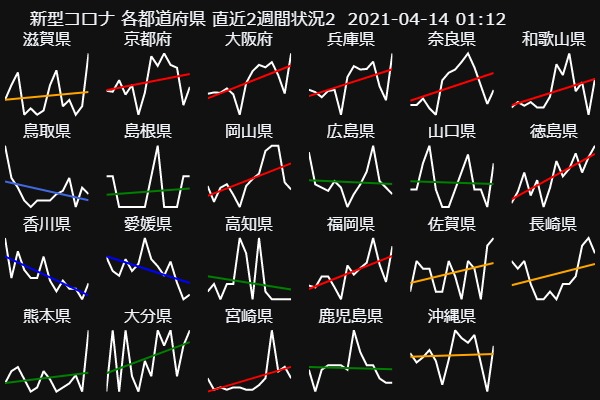 新型コロナ 各都道府県 直近2週間状況2 2021-04-14 01:12
滋賀県 京都府 大阪府 兵庫県 奈良県 和歌山県
鳥取県 島根県 岡山県 広島県 山口県 徳島県
香川県 愛媛県 高知県 福岡県 佐賀県 長崎県
熊本県 大分県 宮崎県 鹿児島県 沖縄県